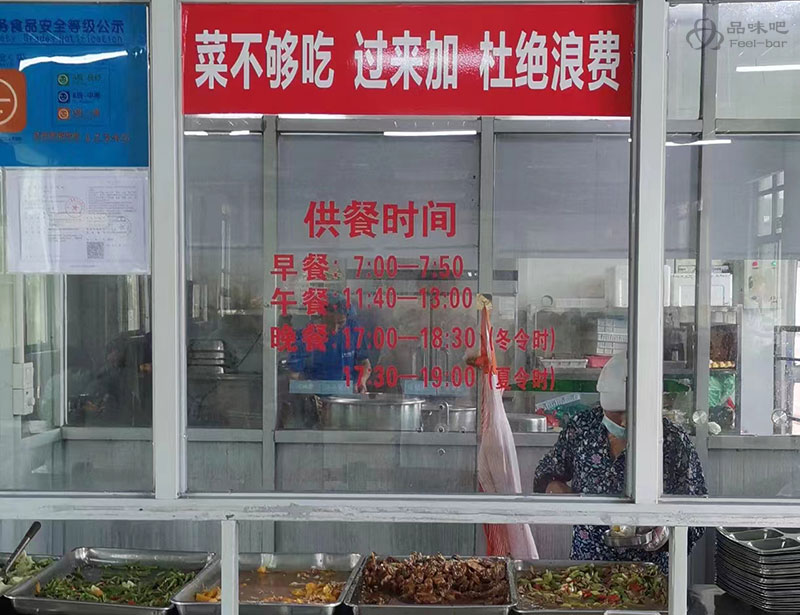 务食品安全等级公示
菜不够吃 过来加 杜绝浪费
品味吧
Feel-bar
供餐时间
早餐: 7:00—7:50
午餐 11:40—13:00
晚餐:17:00—18:30(冬令时)
17:30—19:00(夏令时)